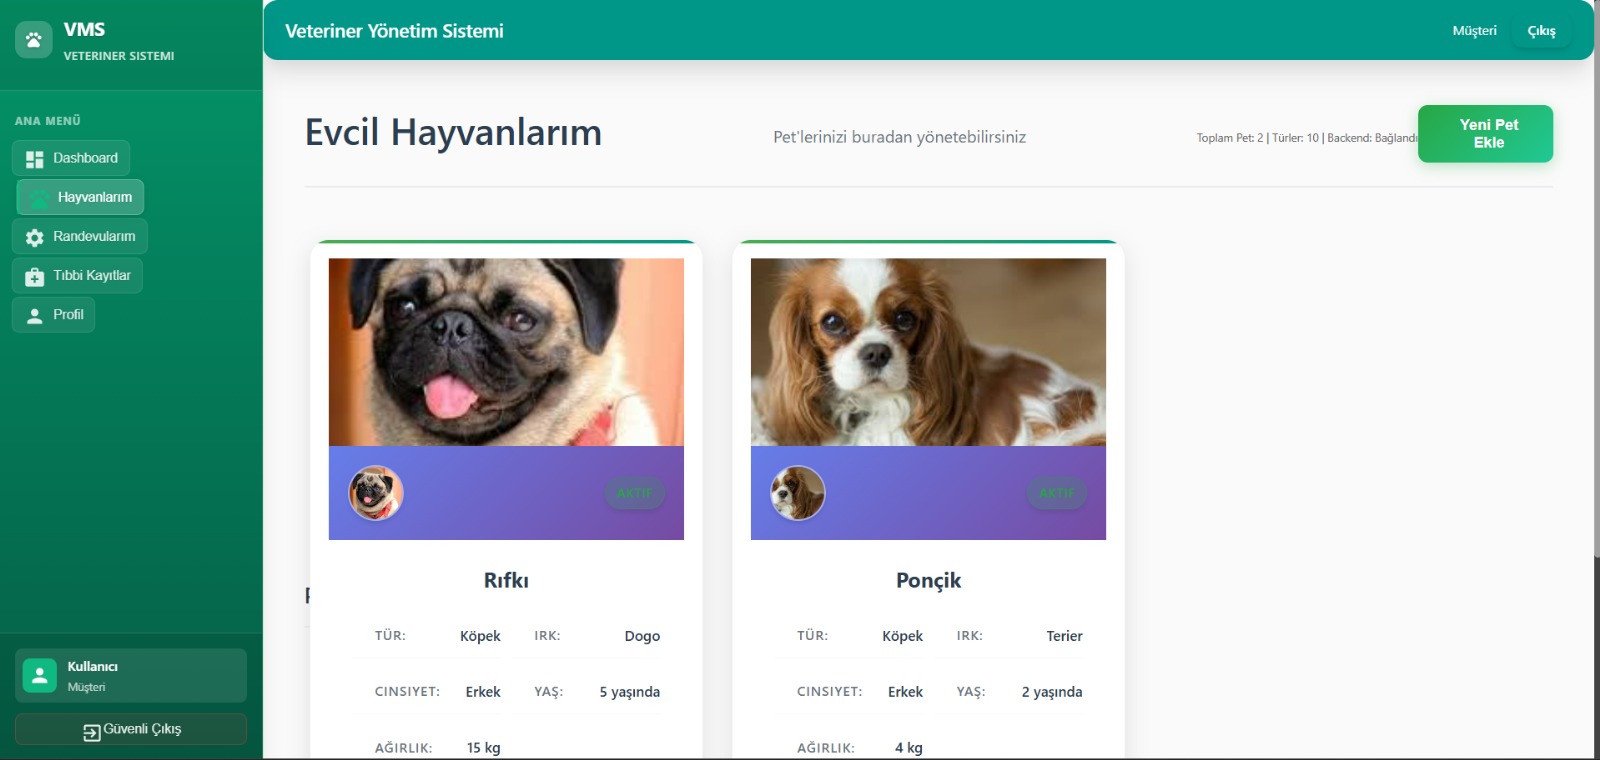 VMS
VETERINER SISTEMI
ANA MENÜ
Dashboard
Hayvanlarım
Randevularım
Tıbbi Kayıtlar
Profil
Kullanıcı
Müşteri
Güvenli Çıkış
Veteriner Yönetim Sistemi
Müşteri
Çıkış
Evcil Hayvanlarım
Pet'lerinizi buradan yönetebilirsiniz
Toplam Pet: 2 | Türler: 10 | Backend: Bağlandı
Yeni Pet
Ekle
AKTIF
Rıfkı
TÜR: Köpek IRK: Dogo
CINSIYET: Erkek YAŞ: 5 yaşında
AĞIRLIK: 15 kg
AKTIF
Ponçik
TÜR: Köpek IRK: Terier
CINSIYET: Erkek YAŞ: 2 yaşında
AĞIRLIK: 4 kg